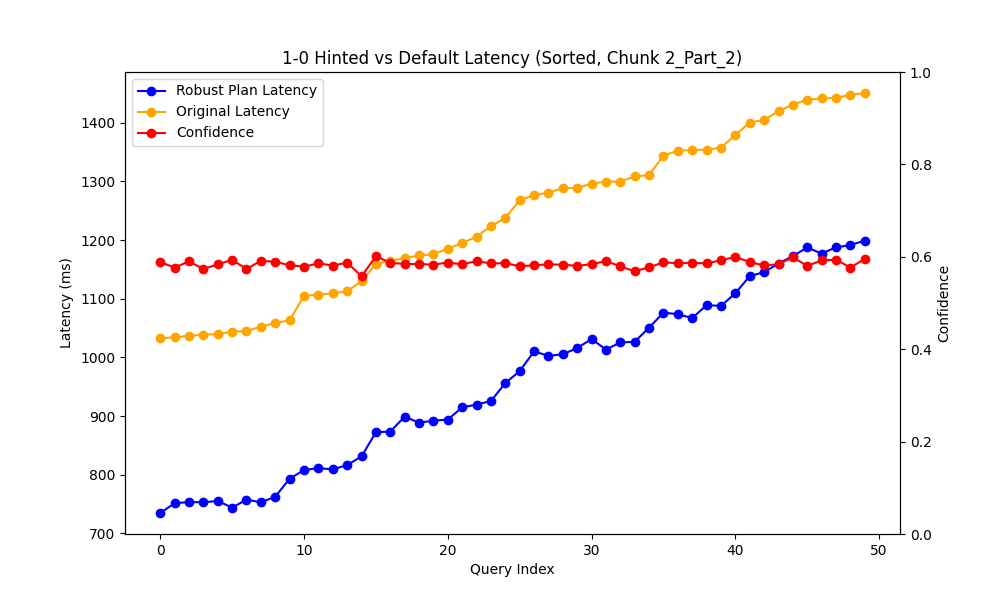 1-0 Hinted vs Default Latency (Sorted, Chunk 2_Part_2)
Robust Plan Latency
Original Latency
Confidence
Latency (ms)
1400
1300
1200
1100
1000
900
800
700
0
10
20
30
40
50
Query Index
1.0
0.8
0.6
0.4
0.2
0.0
Confidence